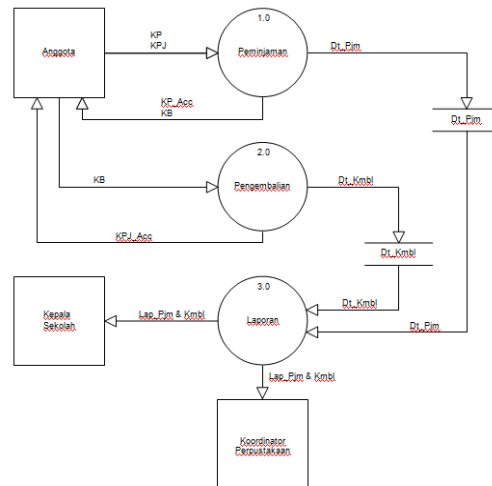 1.0
KP
KPJ
Anggota
Peminjaman
Dt_Pjm
KP_Acc
KB
Dt_Pjm
2.0
KB
Pengembalian
Dt_Kmbl
KPJ_Acc
Dt_Kmbl
3.0
Dt_Kmbl
Kepala
Sekolah
Lap_Pjm & Kmbl
Laporan
Dt_Pjm
Lap_Pjm & Kmbl
Koordinator
Perpustakaan